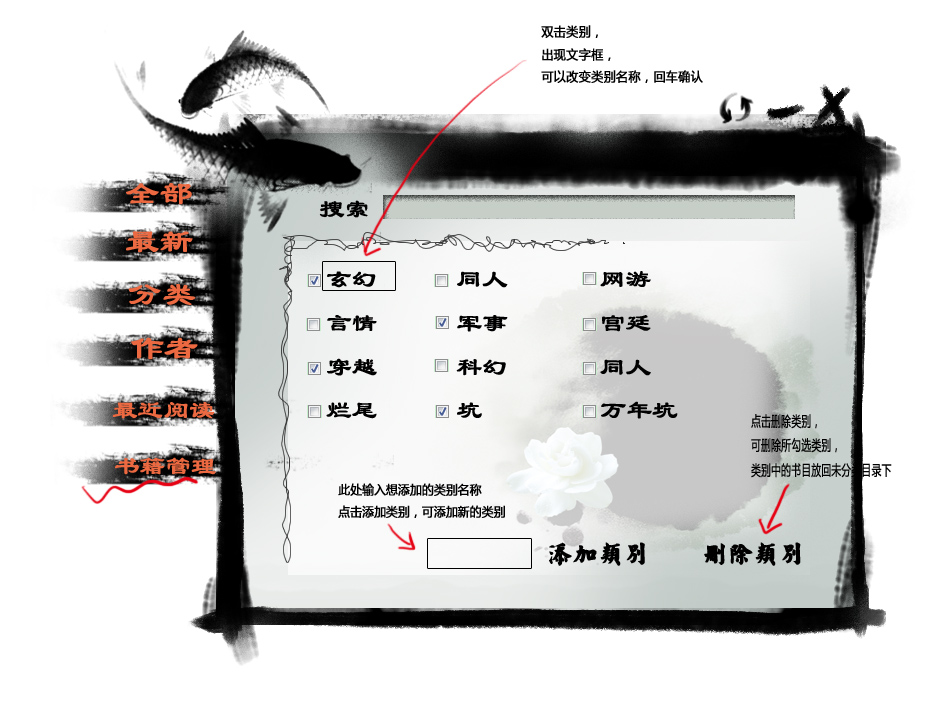 双击类别，
出现文字框，
可以改变类别名称，回车确认
全部
最新
分类
作者
最近阅读
书籍管理
搜索
玄幻 同人 网游
言情 军事 宫廷
穿越 科幻 同人
烂尾 坑 万年坑
点击删除类别，
可删除所勾选类别，
类别中的书目放回未分类目录下
此处输入想添加的类别名称
点击添加类别，可添加新的类别
添加類別
刪除類別